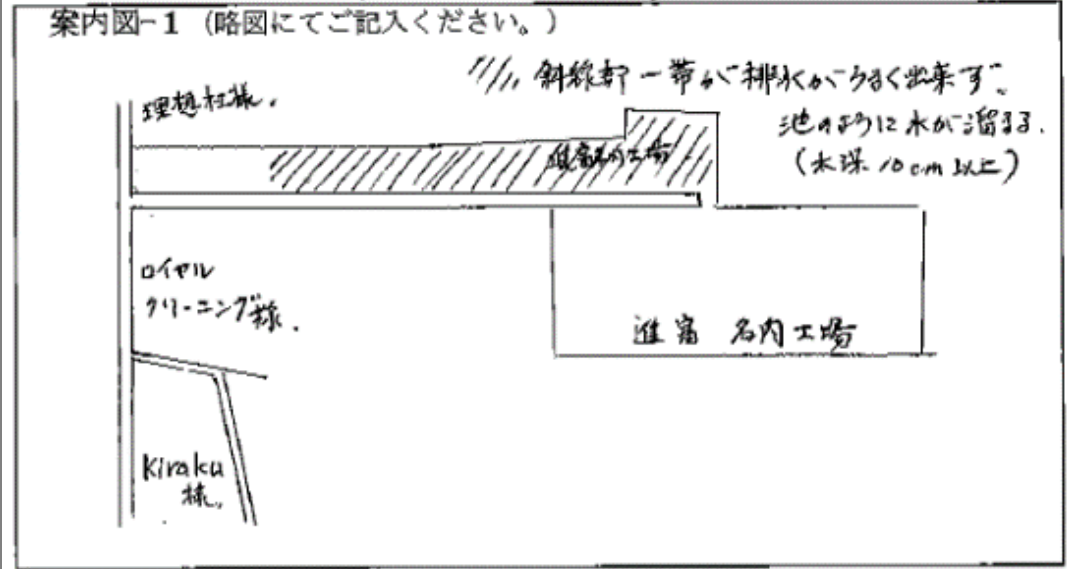 案内図-1 (略図にてご記入ください。)
斜線部一帯が排水がうまく出来ず、
池のように水が溜まる.
(水深10cm以上)
理想社様.
ロイヤル
クリーニング様.
進富 名内工場
Kiraku
様.